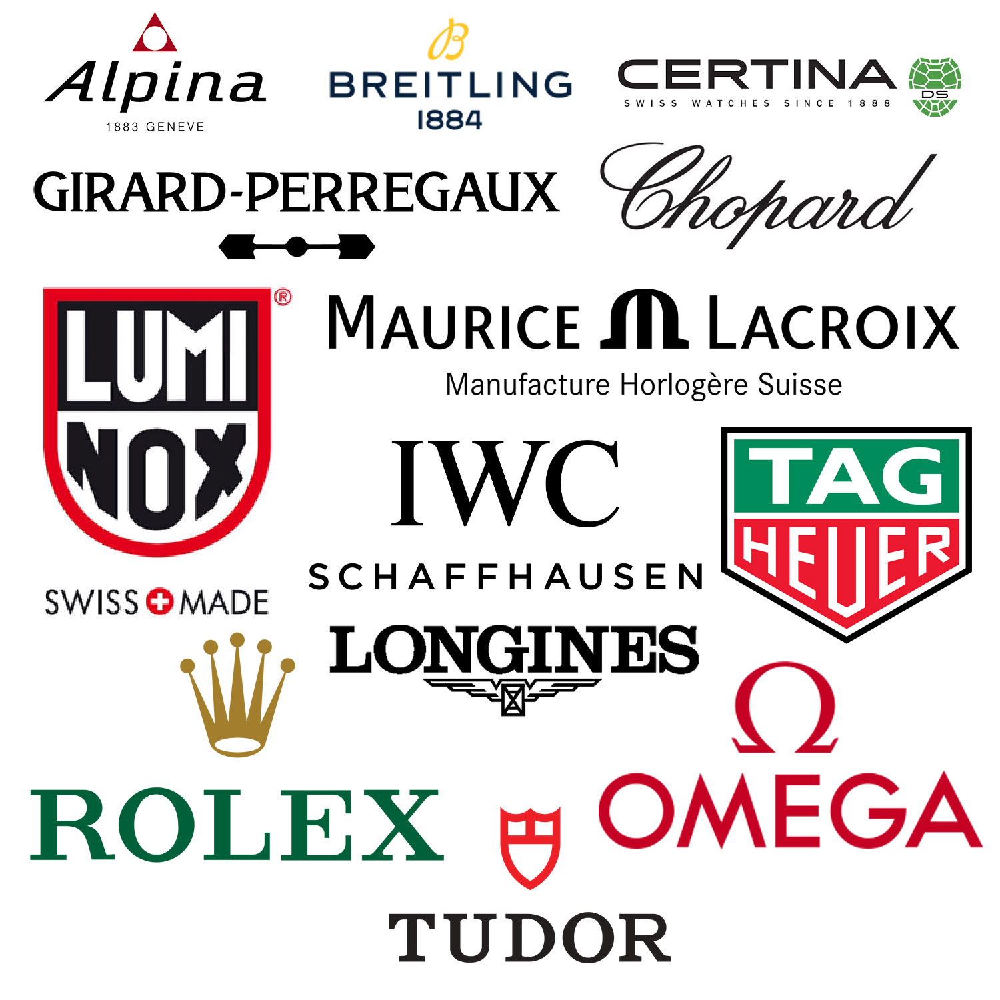 Alpina
1883 GENEVE
B
BREITLING
1884
CERTINA
SWISS WATCHES SINCE 1888
DS
GIRARD-PERREGAUX
Chopard
LUMI
NOX
®
SWISS MADE
MAURICE M LACROIX
Manufacture Horlogère Suisse
IWC
SCHAFFHAUSEN
TAG
HEUER
LONGINES
ROLEX
Ω
OMEGA
TUDOR